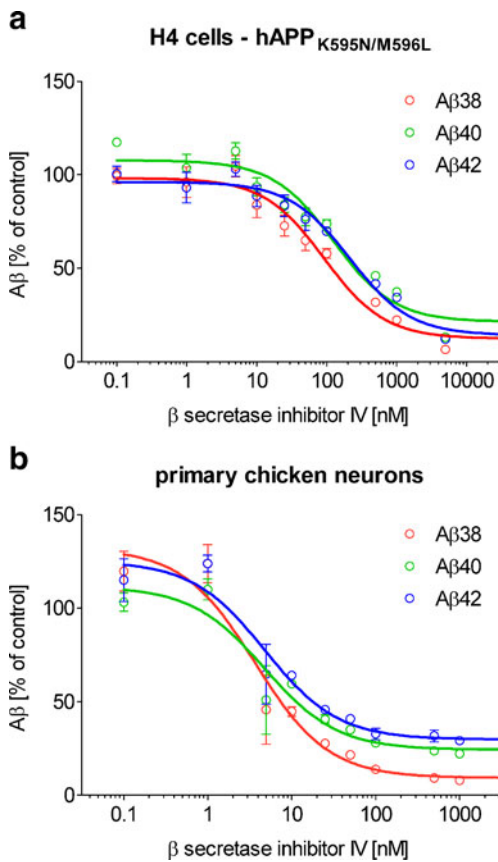 a
H4 cells - hAPP K595N/M596L
Aβ38
Aβ40
Aβ42
150
100
50
0
Aβ [% of control]
0.1 1 10 100 1000 10000
β secretase inhibitor IV [nM]
b
primary chicken neurons
Aβ38
Aβ40
Aβ42
150
100
50
0
Aβ [% of control]
0.1 1 10 100 1000
β secretase inhibitor IV [nM]